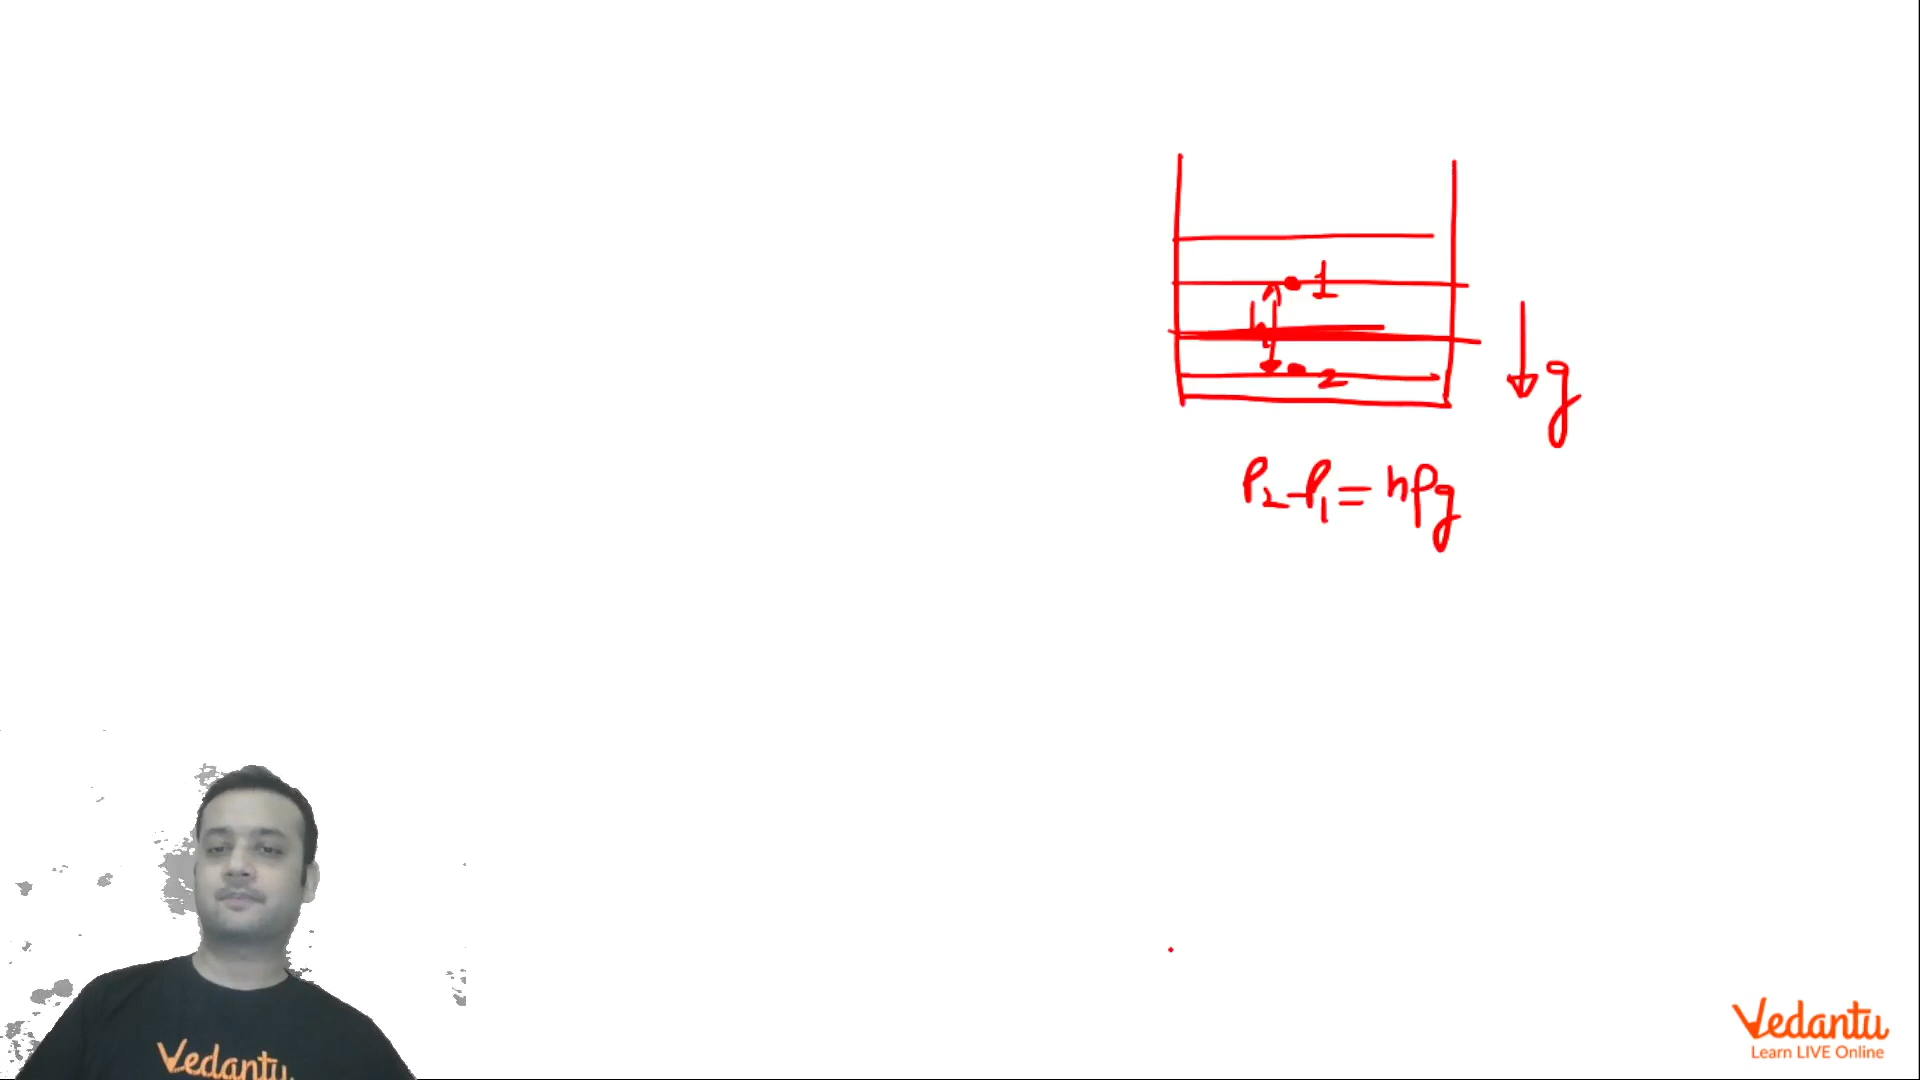 1
h
2
g
P₂-P₁ = hρg
Vedantu
Vedantu
Learn LIVE Online